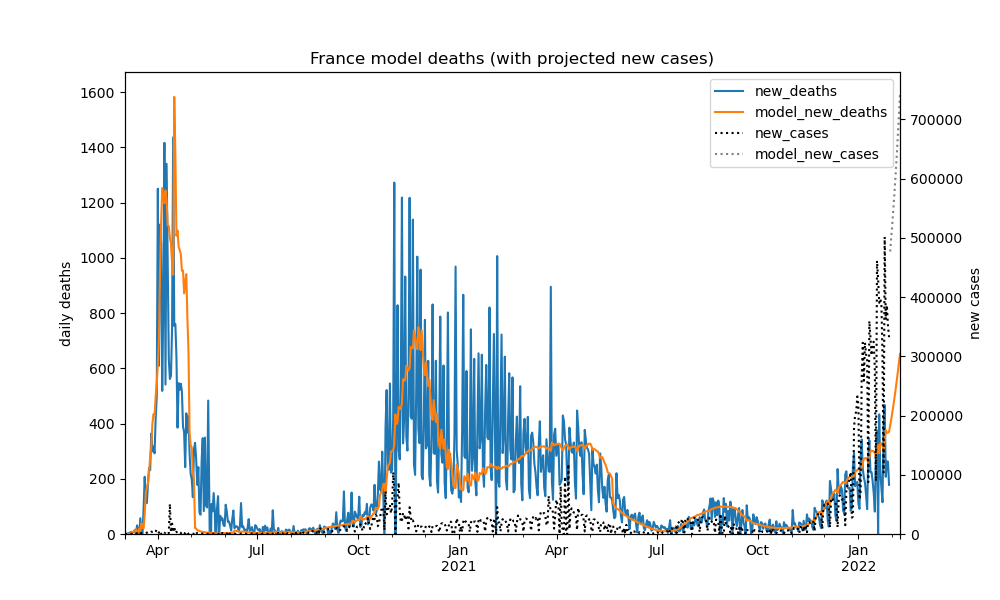 France model deaths (with projected new cases)
new_deaths
model_new_deaths
new_cases
model_new_cases
daily deaths
1600
1400
1200
1000
800
600
400
200
0
new cases
700000
600000
500000
400000
300000
200000
100000
0
Apr Jul Oct Jan Apr Jul Oct Jan
2021 2022